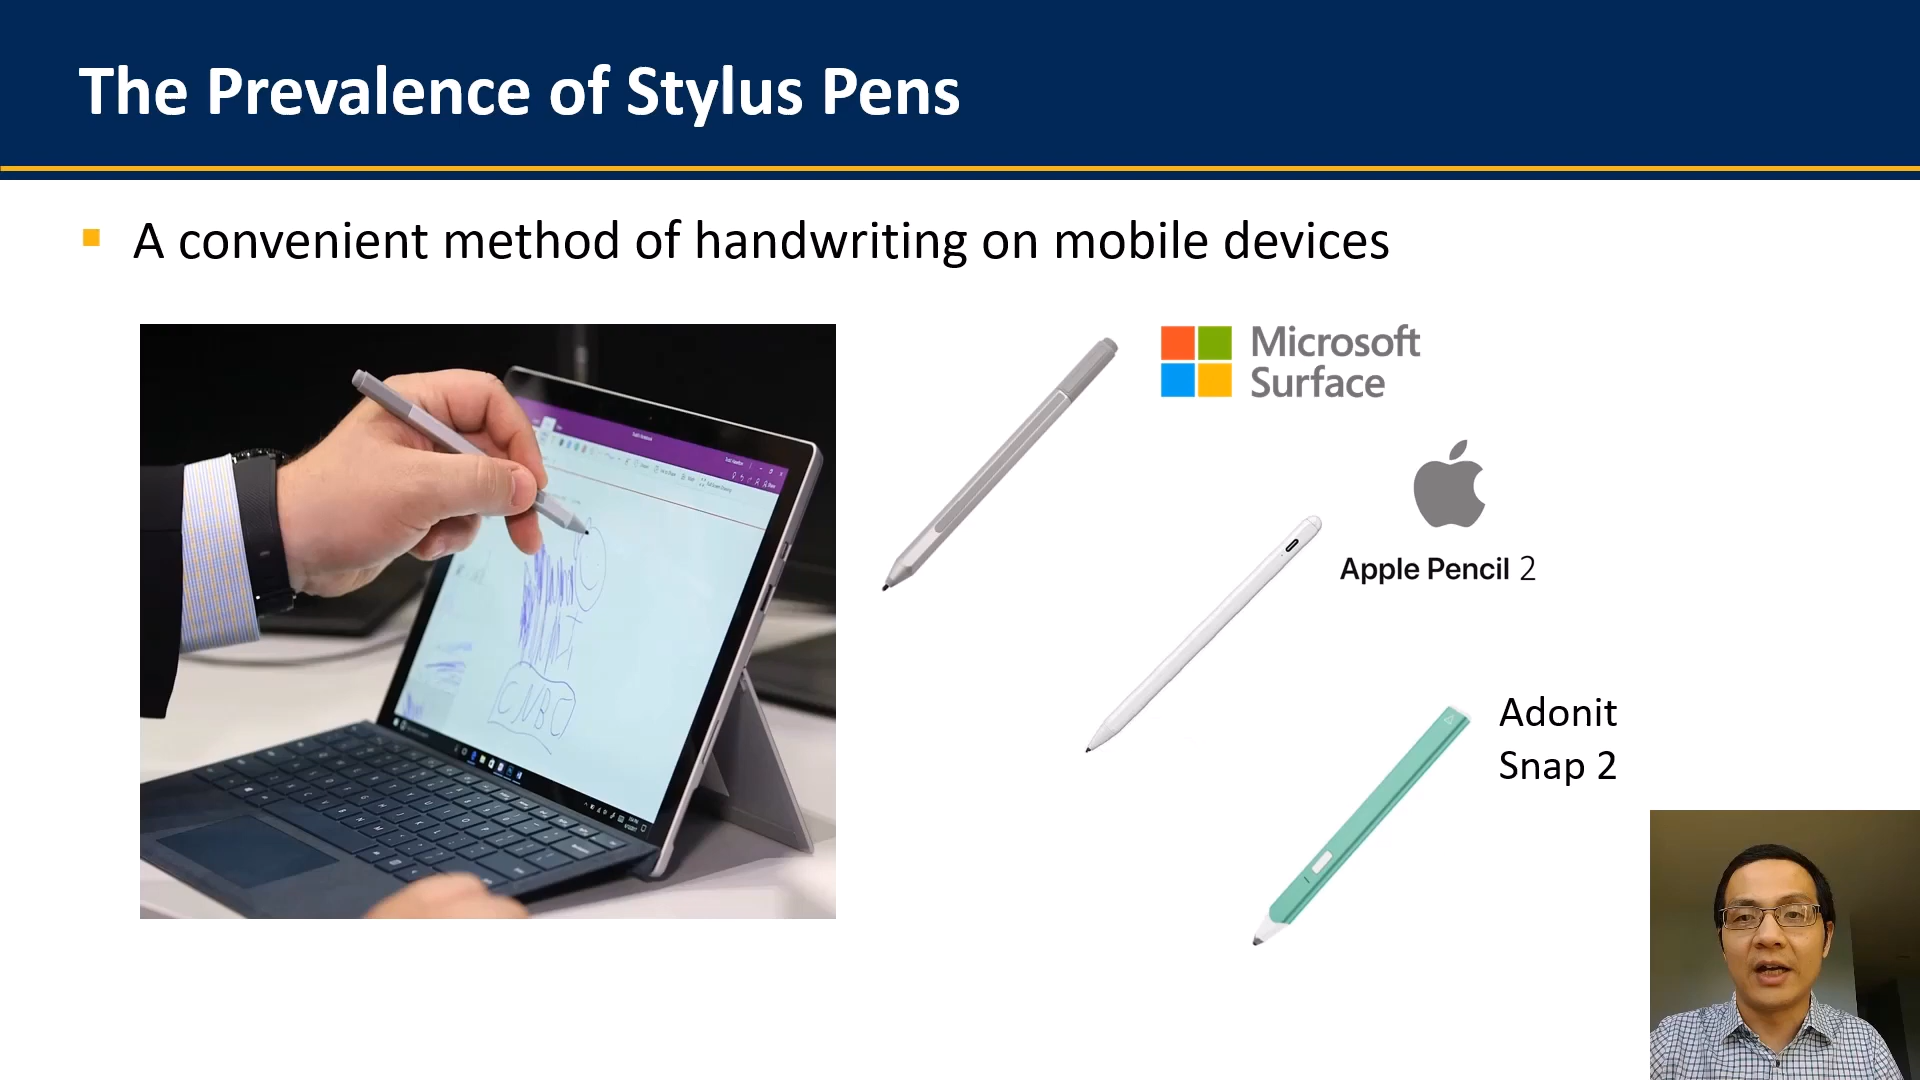 The Prevalence of Stylus Pens
A convenient method of handwriting on mobile devices
Microsoft
Surface
Apple Pencil 2
Adonit
Snap 2
CNBC